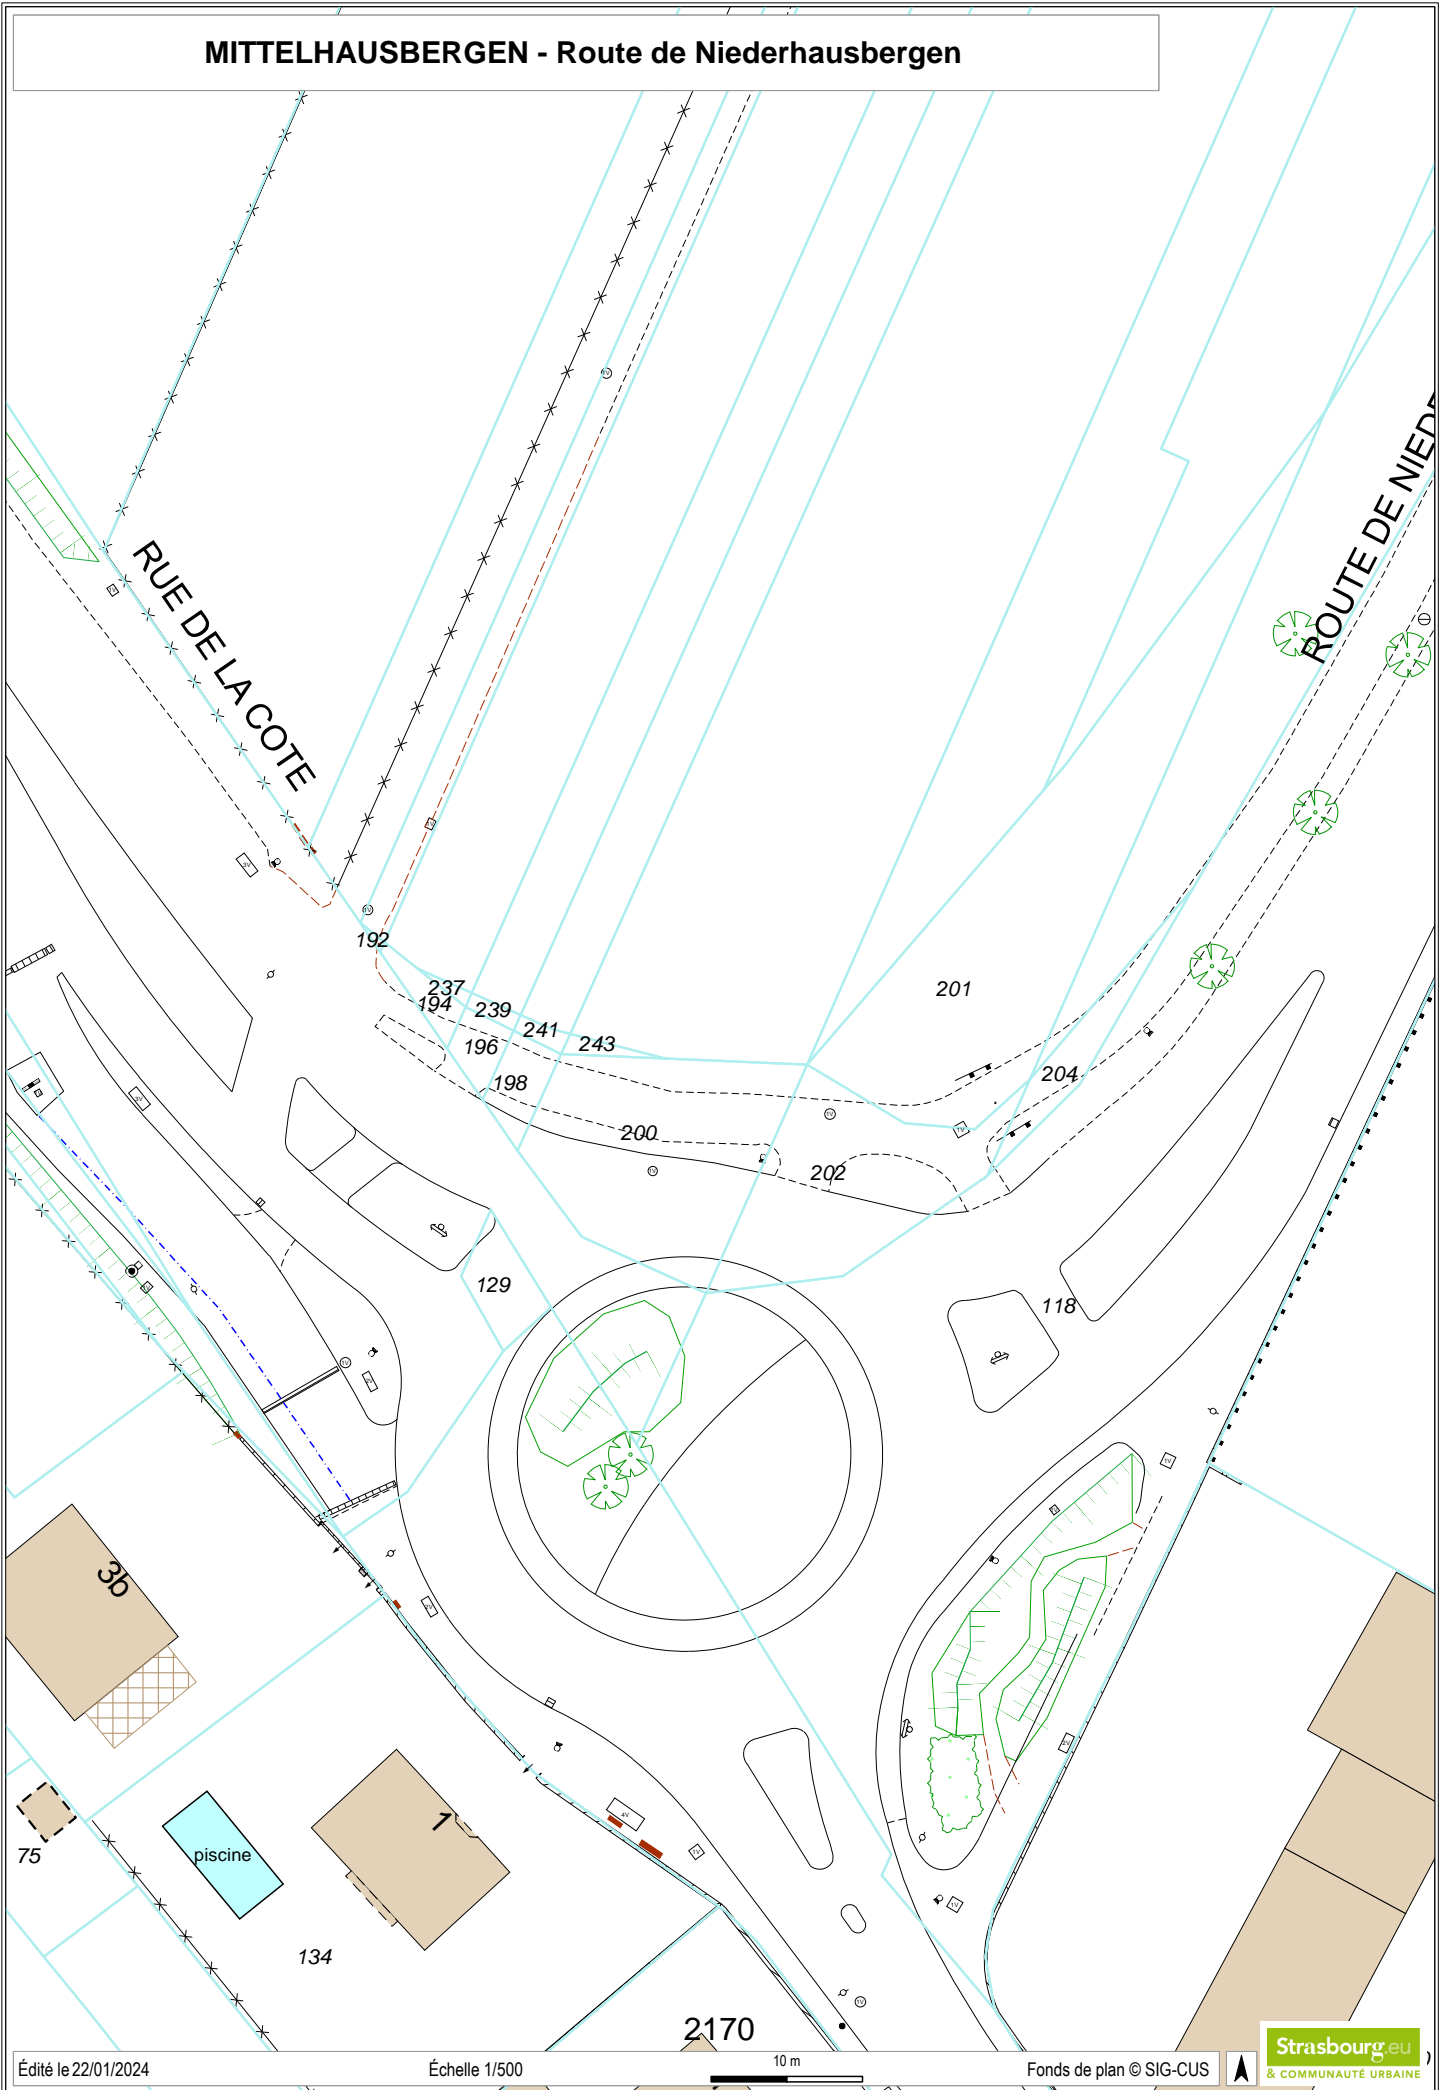 MITTELHAUSBERGEN - Route de Niederhausbergen
ROUTE DE NIEDE
RUE DE LA COTE
192
237
194
239
241
243
196
198
200
202
201
204
129
118
3b
1
75
piscine
134
2170
Édité le 22/01/2024
Échelle 1/500
10 m
Fonds de plan © SIG-CUS
Strasbourg.eu
& COMMUNAUTÉ URBAINE